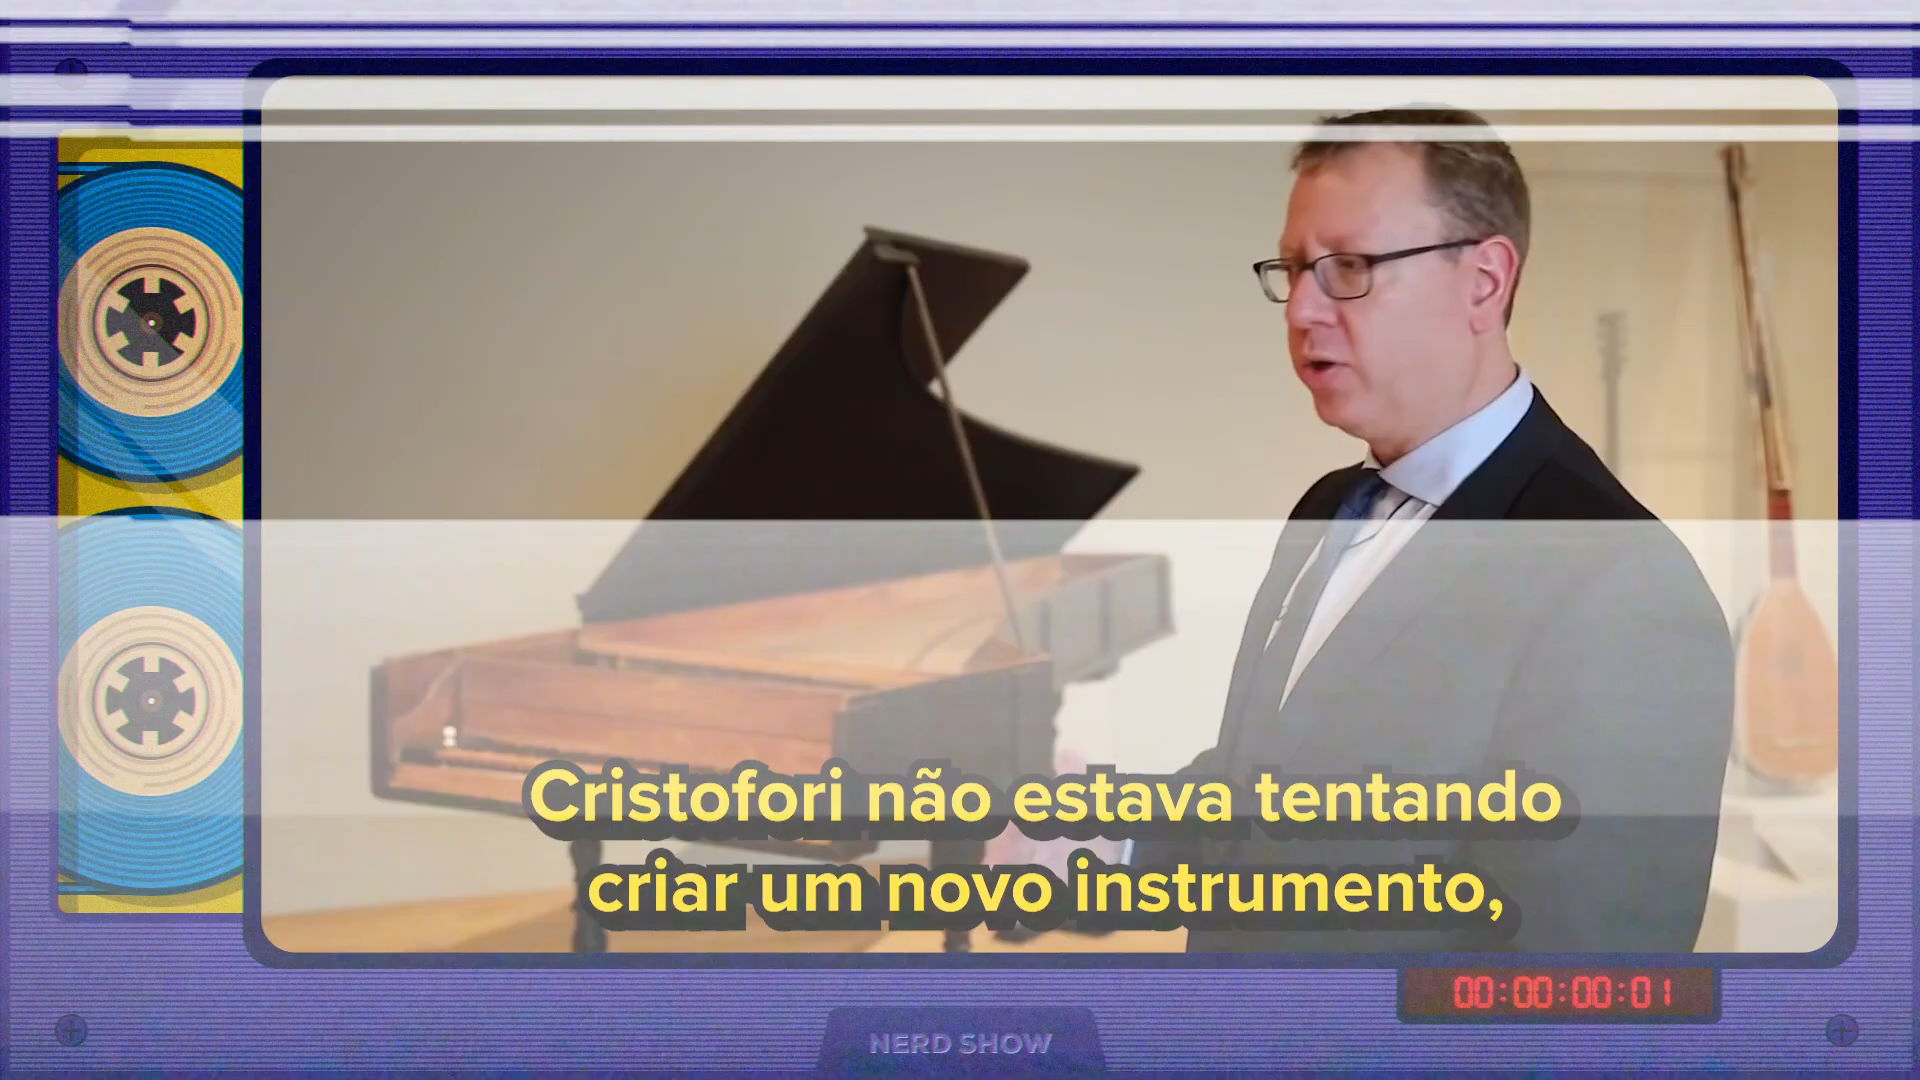 Cristofori não estava tentando
criar um novo instrumento,
00:00:00:01
NERD SHOW